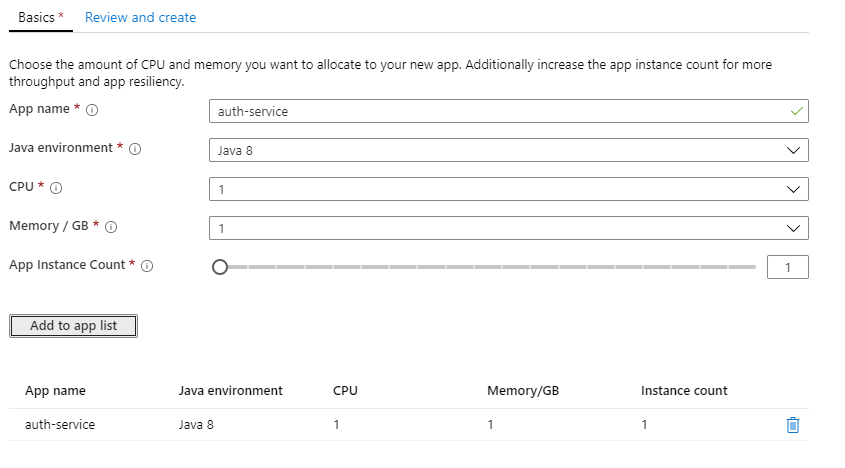 Basics * Review and create
Choose the amount of CPU and memory you want to allocate to your new app. Additionally increase the app instance count for more
throughput and app resiliency.
App name * auth-service
Java environment * Java 8
CPU * 1
Memory / GB * 1
App Instance Count * 1
Add to app list
App name Java environment CPU Memory/GB Instance count
auth-service Java 8 1 1 1